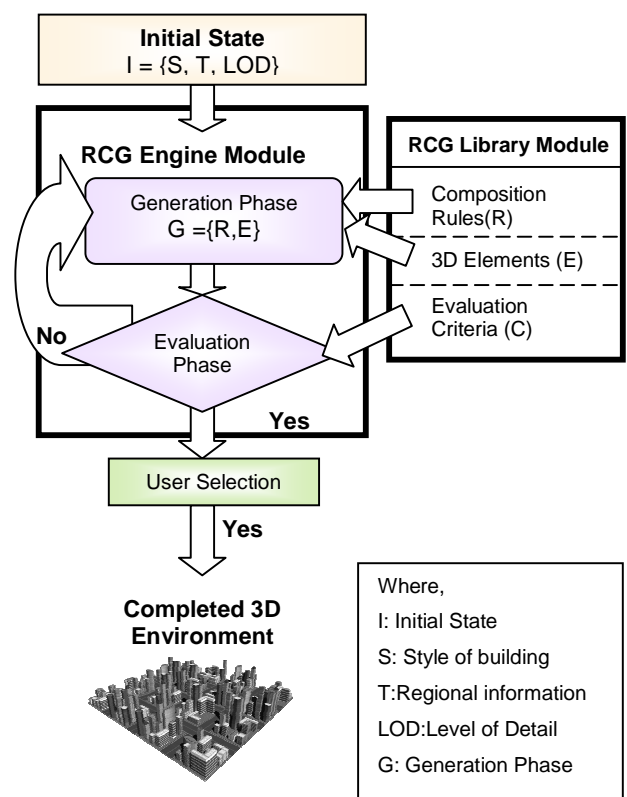 Initial State
I = {S, T, LOD}
RCG Engine Module
Generation Phase
G ={R,E}
No
Evaluation
Phase
Yes
RCG Library Module
Composition
Rules(R)
3D Elements (E)
Evaluation
Criteria (C)
User Selection
Yes
Completed 3D
Environment
Where,
I: Initial State
S: Style of building
T:Regional information
LOD:Level of Detail
G: Generation Phase